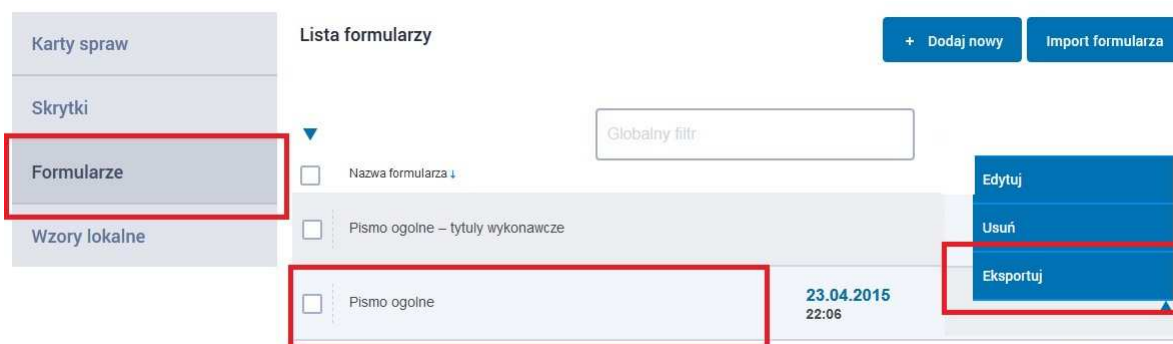 Karty spraw
Skrytki
Formularze
Wzory lokalne
Lista formularzy
+ Dodaj nowy
Import formularza
Globalny filtr
Nazwa formularza ↓
Edytuj
Pismo ogolne – tytuly wykonawcze
Usuń
Eksportuj
Pismo ogolne
23.04.2015
22:06